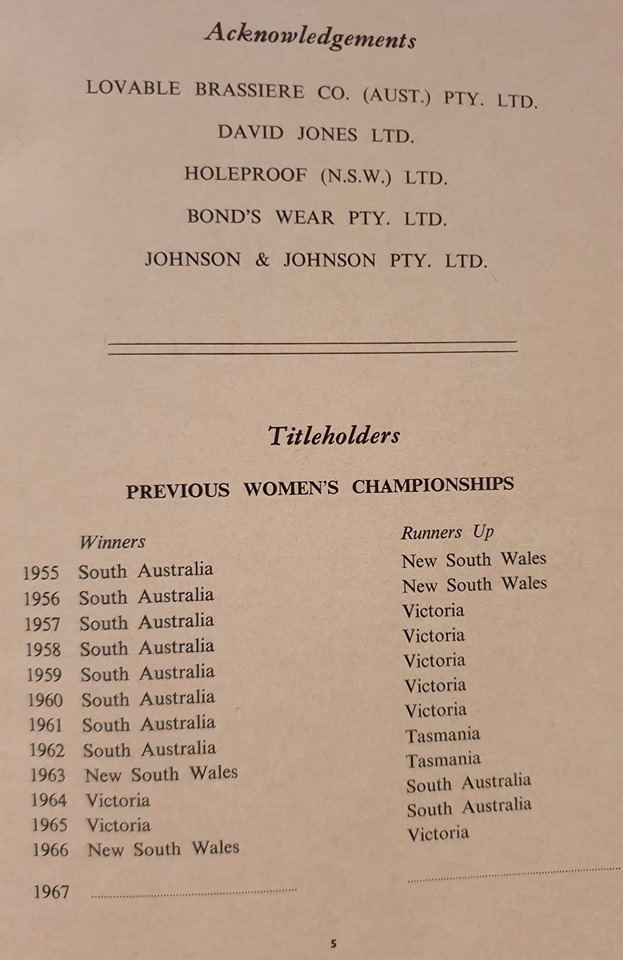 Acknowledgements
LOVABLE BRASSIERE CO. (AUST.) PTY. LTD.
DAVID JONES LTD.
HOLEPROOF (N.S.W.) LTD.
BOND'S WEAR PTY. LTD.
JOHNSON & JOHNSON PTY. LTD.
Titleholders
PREVIOUS WOMEN'S CHAMPIONSHIPS
Winners Runners Up
1955 South Australia New South Wales
1956 South Australia New South Wales
1957 South Australia Victoria
1958 South Australia Victoria
1959 South Australia Victoria
1960 South Australia Victoria
1961 South Australia Victoria
1962 South Australia Tasmania
1963 New South Wales Tasmania
1964 Victoria South Australia
1965 Victoria South Australia
1966 New South Wales Victoria
1967
5